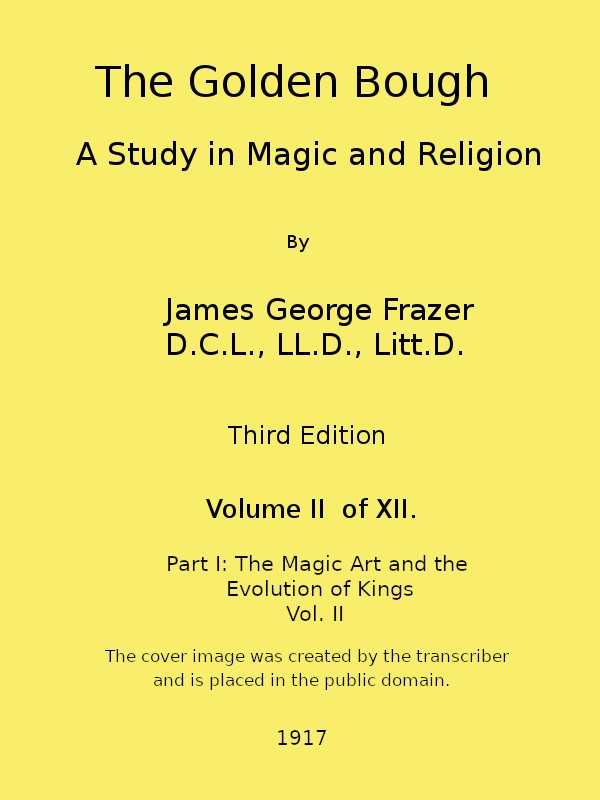 The Golden Bough
A Study in Magic and Religion
By
James George Frazer
D.C.L., LL.D., Litt.D.
Third Edition
Volume II of XII.
Part I: The Magic Art and the
Evolution of Kings
Vol. II
The cover image was created by the transcriber
and is placed in the public domain.
1917